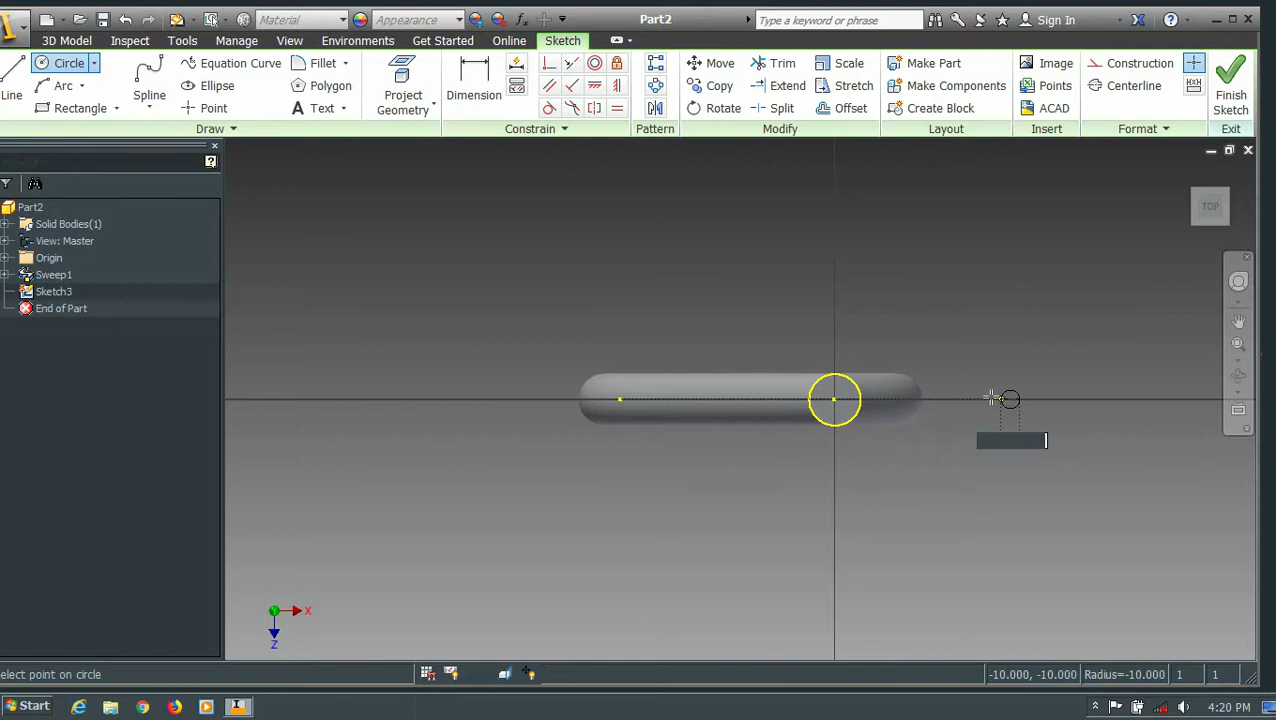 Material
Appearance
Part2
Type a keyword or phrase
Sign In
3D Model
Inspect
Tools
Manage
View
Environments
Get Started
Online
Sketch
Line
Circle
Arc
Rectangle
Spline
Equation Curve
Ellipse
Point
Fillet
Polygon
Text
Project
Geometry
Draw
Dimension
Constrain
Pattern
Move
Copy
Rotate
Trim
Extend
Split
Scale
Stretch
Offset
Modify
Make Part
Make Components
Create Block
Layout
Image
Points
ACAD
Insert
Construction
Centerline
Format
Finish
Sketch
Exit
Part2
Solid Bodies(1)
View: Master
Origin
Sweep1
Sketch3
End of Part
TOP
X
Y
Z
elect point on circle
-10.000, -10.000
Radius=-10.000
1
1
Start
4:20 PM